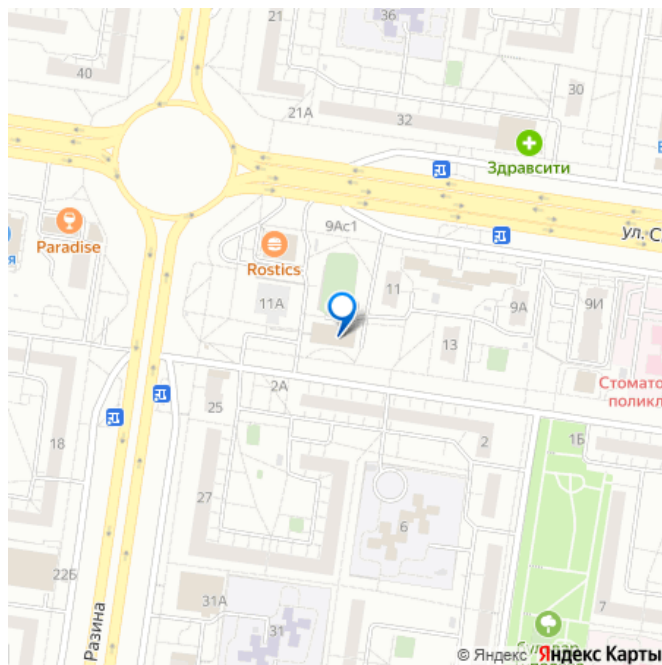 21
36
40
30
21А
32
Здравсити
9Ас1
ул. С
Paradise
я
Rostics
11А
11
9А
9И
13
Стомато
поликл
2А
25
18
2
1Б
27
6
22Б
31А
7
31
Разина
© Яндекс Яндекс Карты